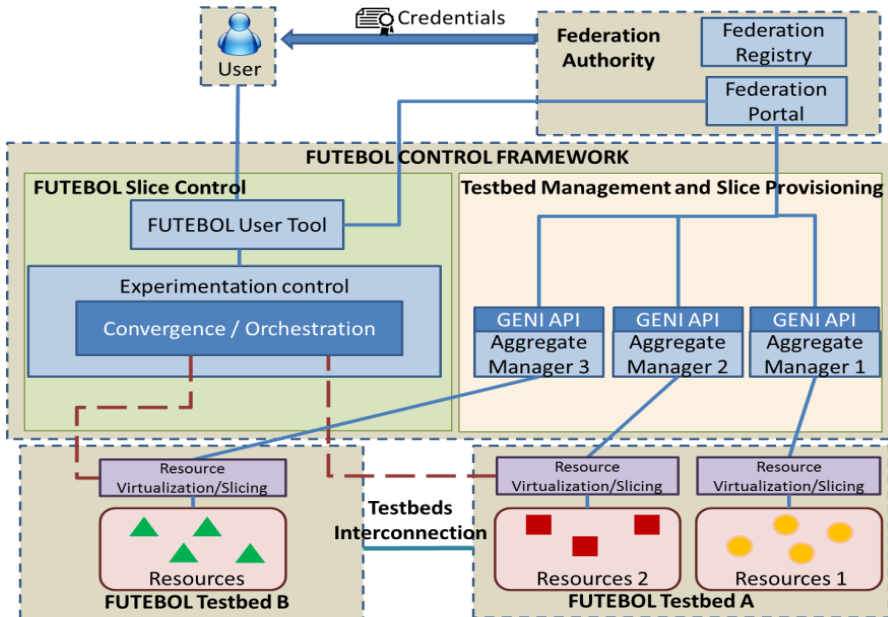 Credentials
User
Federation
Authority
Federation
Registry
Federation
Portal
FUTEBOL CONTROL FRAMEWORK
FUTEBOL Slice Control
FUTEBOL User Tool
Experimentation control
Convergence / Orchestration
Testbed Management and Slice Provisioning
GENI API
Aggregate
Manager 3
GENI API
Aggregate
Manager 2
GENI API
Aggregate
Manager 1
Resource
Virtualization/Slicing
Resources
FUTEBOL Testbed B
Testbeds
Interconnection
Resource
Virtualization/Slicing
Resources 2
Resource
Virtualization/Slicing
Resources 1
FUTEBOL Testbed A